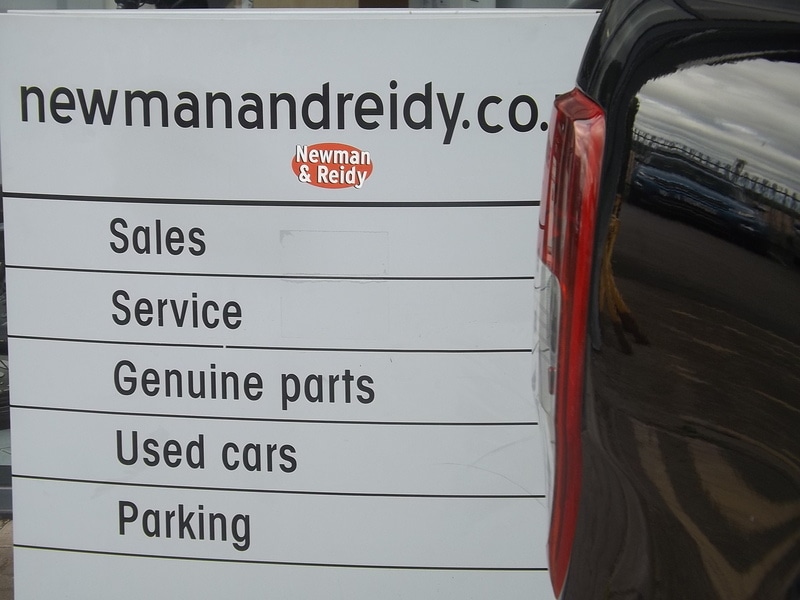 newmanandreidy.co.
Newman
& Reidy
Sales
Service
Genuine parts
Used cars
Parking